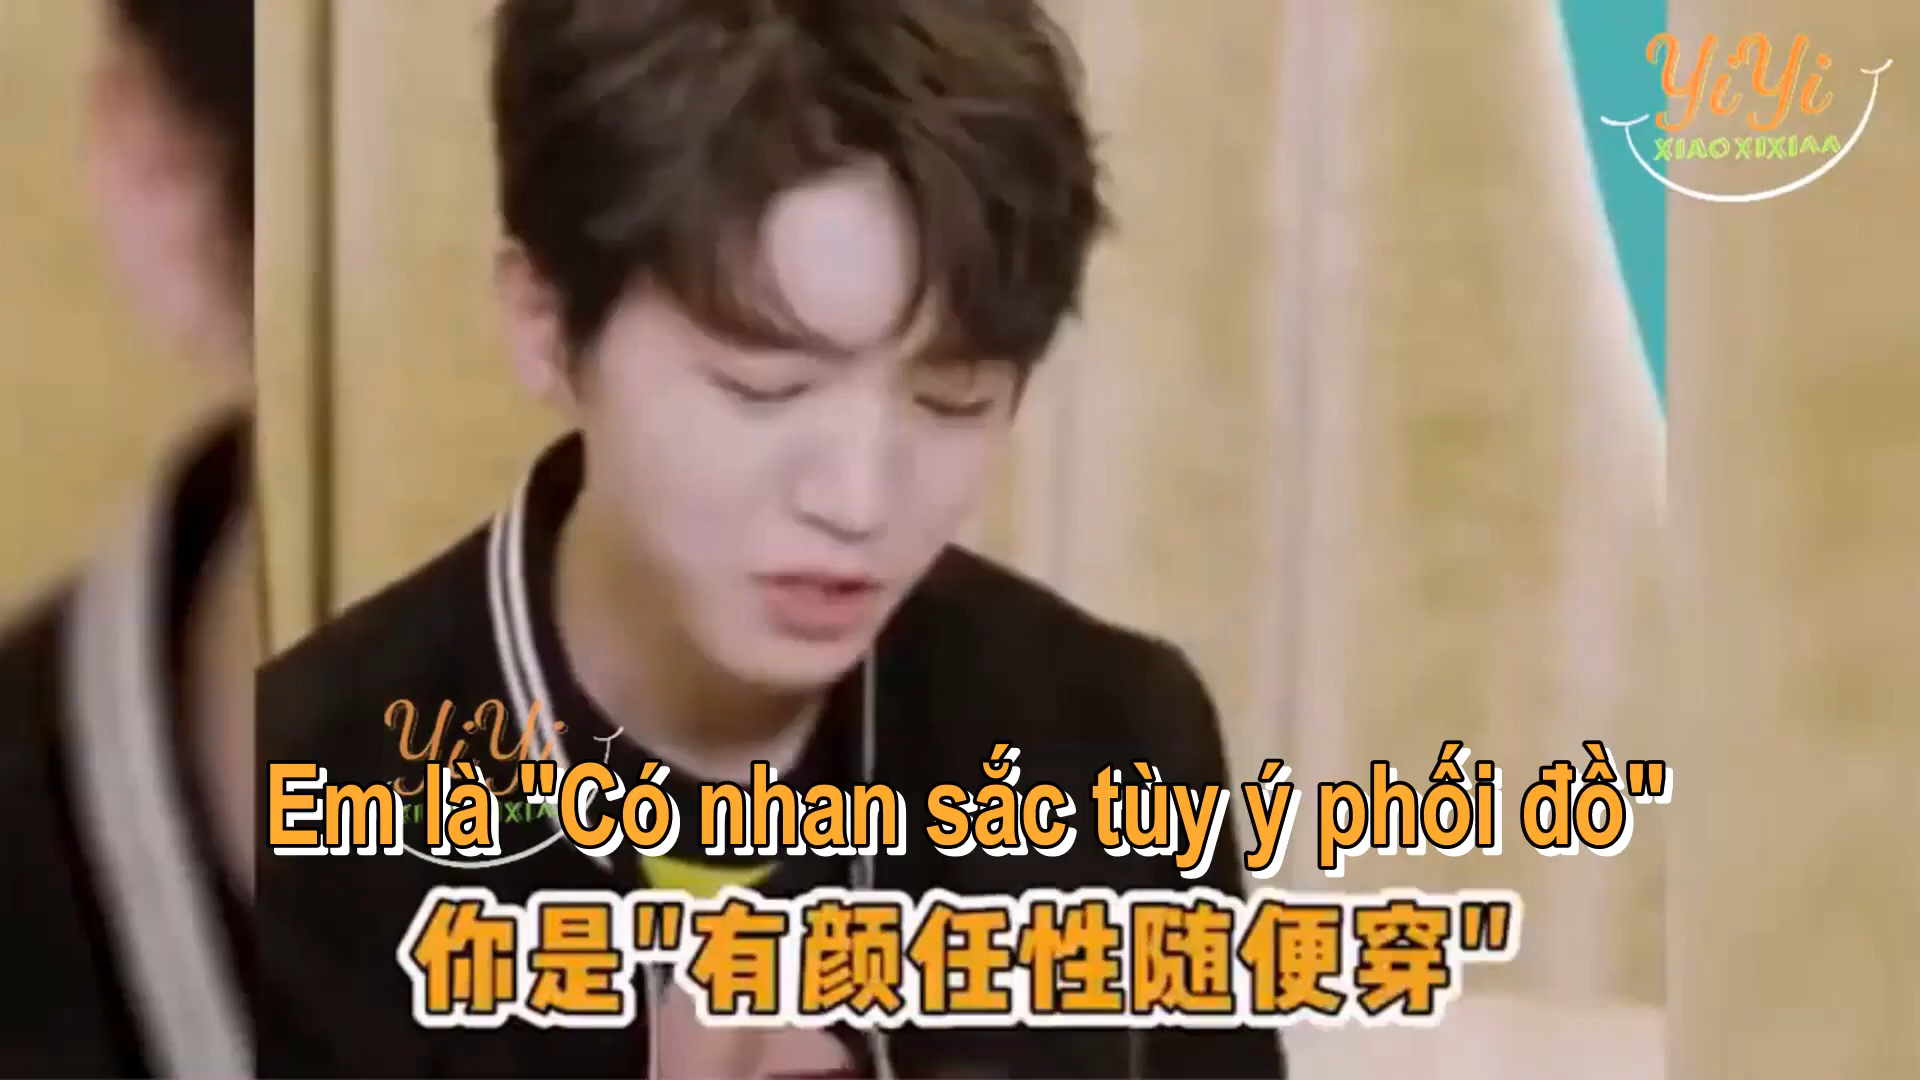 YiYi
XIAOXIXIAA
YiYi
Em là "Có nhan sắc tùy ý phối đồ"
你是"有颜任性随便穿"